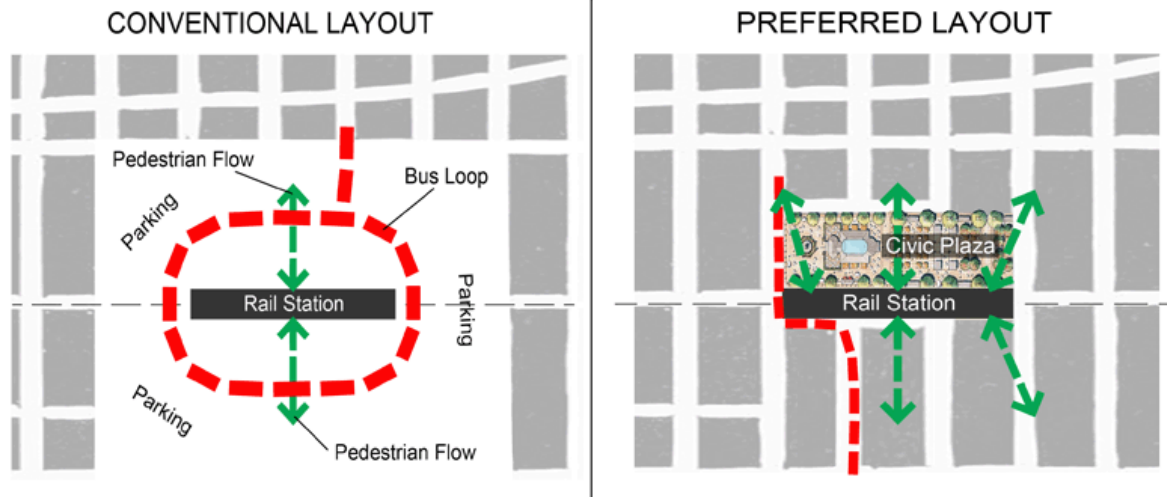 CONVENTIONAL LAYOUT
Pedestrian Flow
Bus Loop
Parking
Rail Station
Parking
Parking
Pedestrian Flow
PREFERRED LAYOUT
Civic Plaza
Rail Station